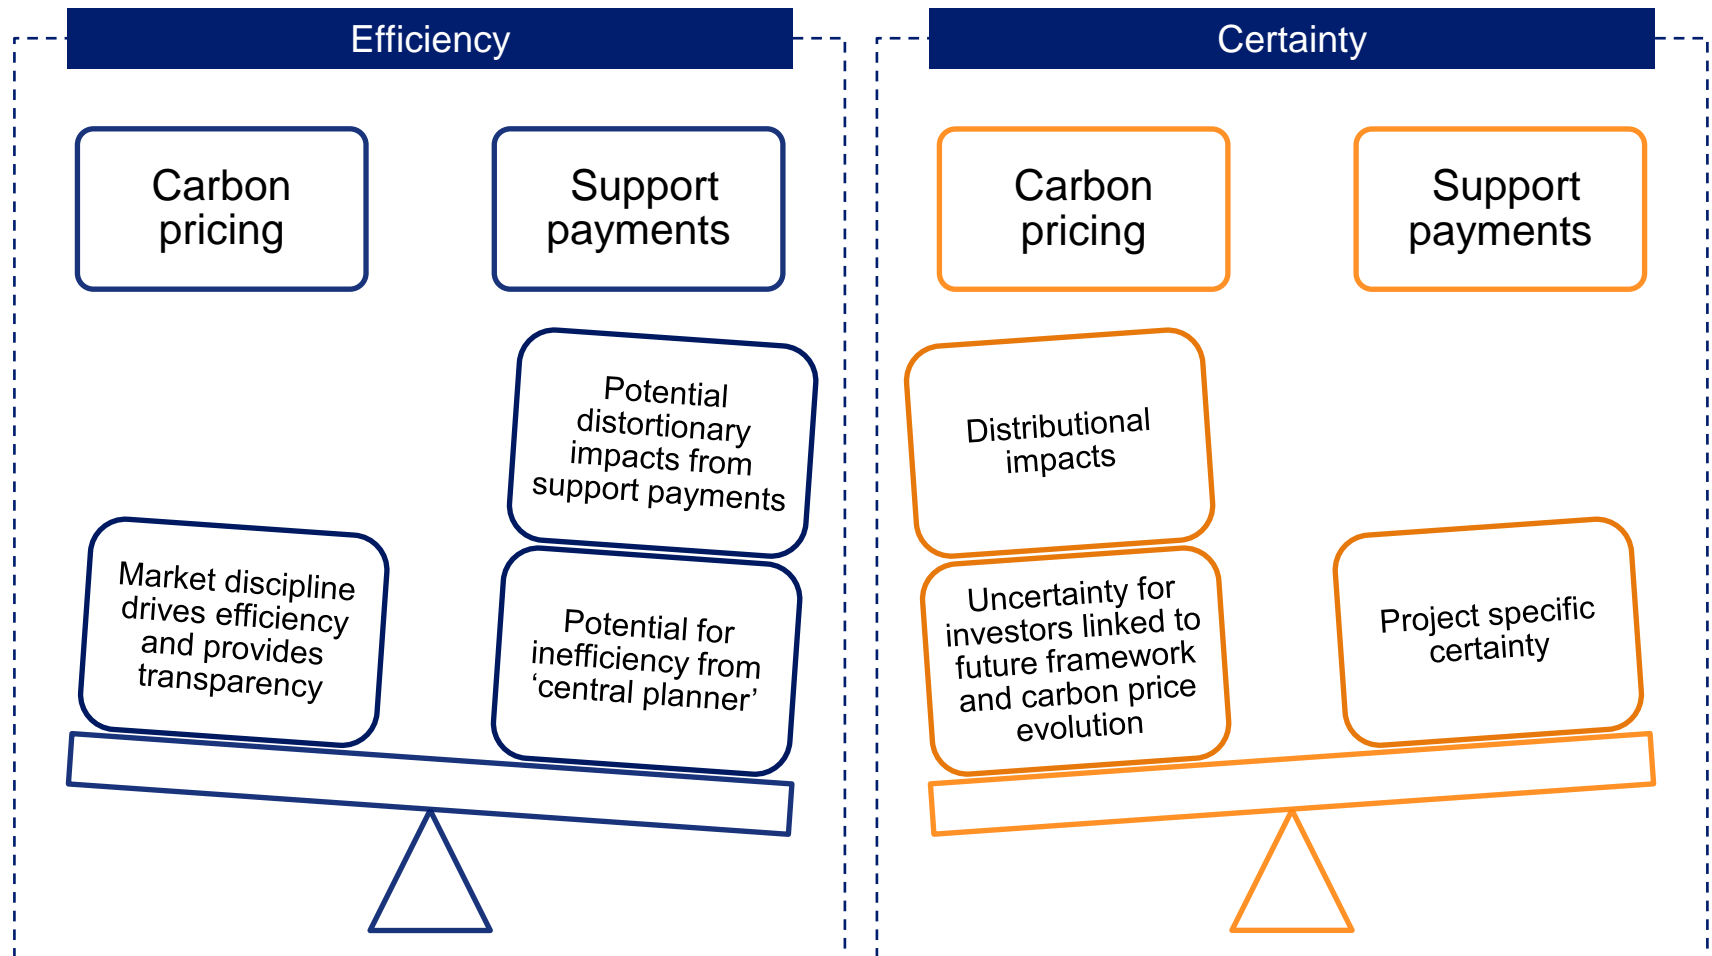 Efficiency
Carbon
pricing
Support
payments
Potential
distortionary
impacts from
support payments
Market discipline
drives efficiency
and provides
transparency
Potential for
inefficiency from
‘central planner’
Certainty
Carbon
pricing
Support
payments
Distributional
impacts
Uncertainty for
investors linked to
future framework
and carbon price
evolution
Project specific
certainty